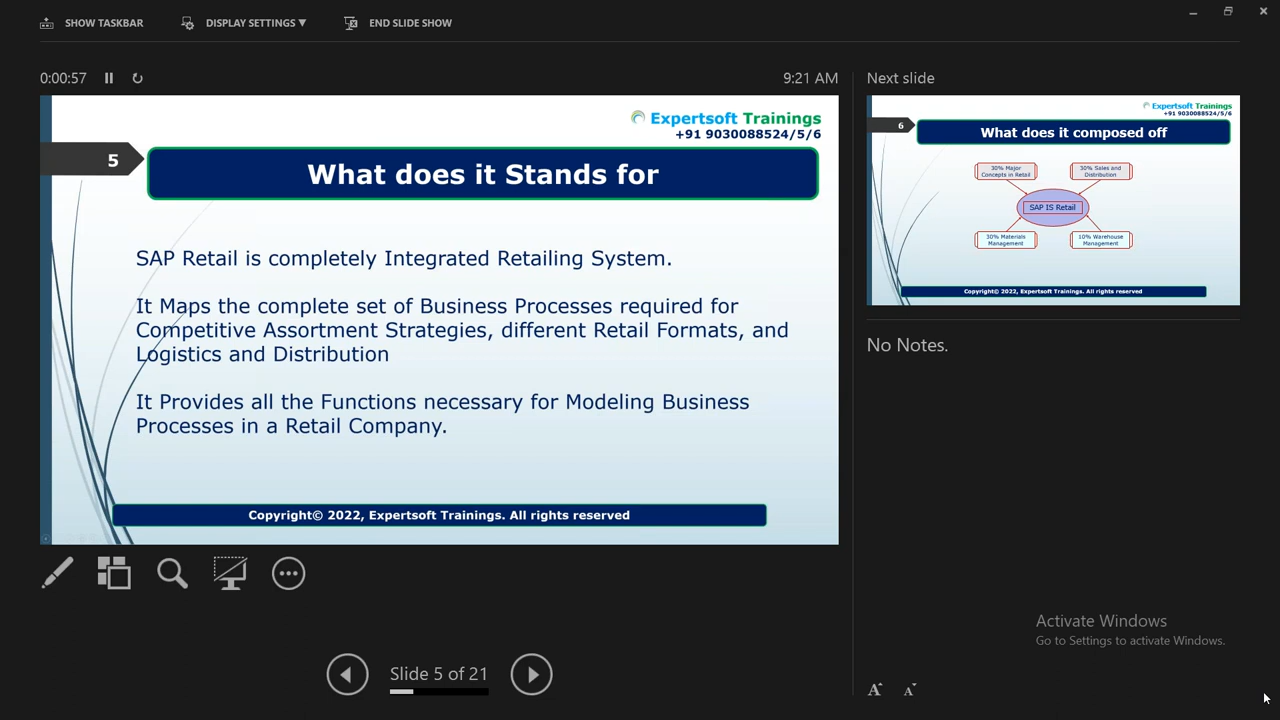 SHOW TASKBAR
DISPLAY SETTINGS ▼
END SLIDE SHOW
0:00:57
9:21 AM
Expertsoft Trainings
+91 9030088524/5/6
5
What does it Stands for
SAP Retail is completely Integrated Retailing System.
It Maps the complete set of Business Processes required for
Competitive Assortment Strategies, different Retail Formats, and
Logistics and Distribution
It Provides all the Functions necessary for Modeling Business
Processes in a Retail Company.
Copyright© 2022, Expertsoft Trainings. All rights reserved
Slide 5 of 21
Next slide
Expertsoft Trainings
+91 9030088524/5/6
6
What does it composed off
30% Major
Concepts in Retail
30% Sales and
Distribution
SAP IS Retail
30% Materials
Management
10% Warehouse
Management
Copyright© 2022, Expertsoft Trainings. All rights reserved
No Notes.
Activate Windows
Go to Settings to activate Windows.
A A